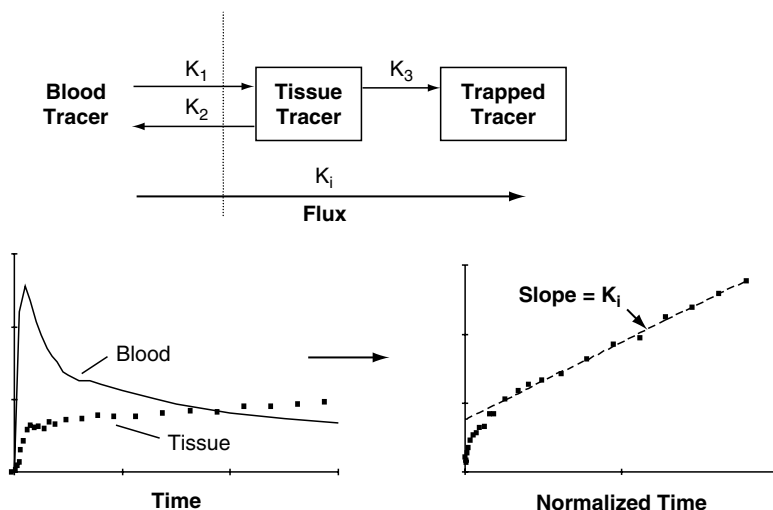 K1
K3
Blood
Tracer
K2
Tissue
Tracer
Trapped
Tracer
Ki
Flux
Blood
Tissue
Time
Slope = Ki
Normalized Time